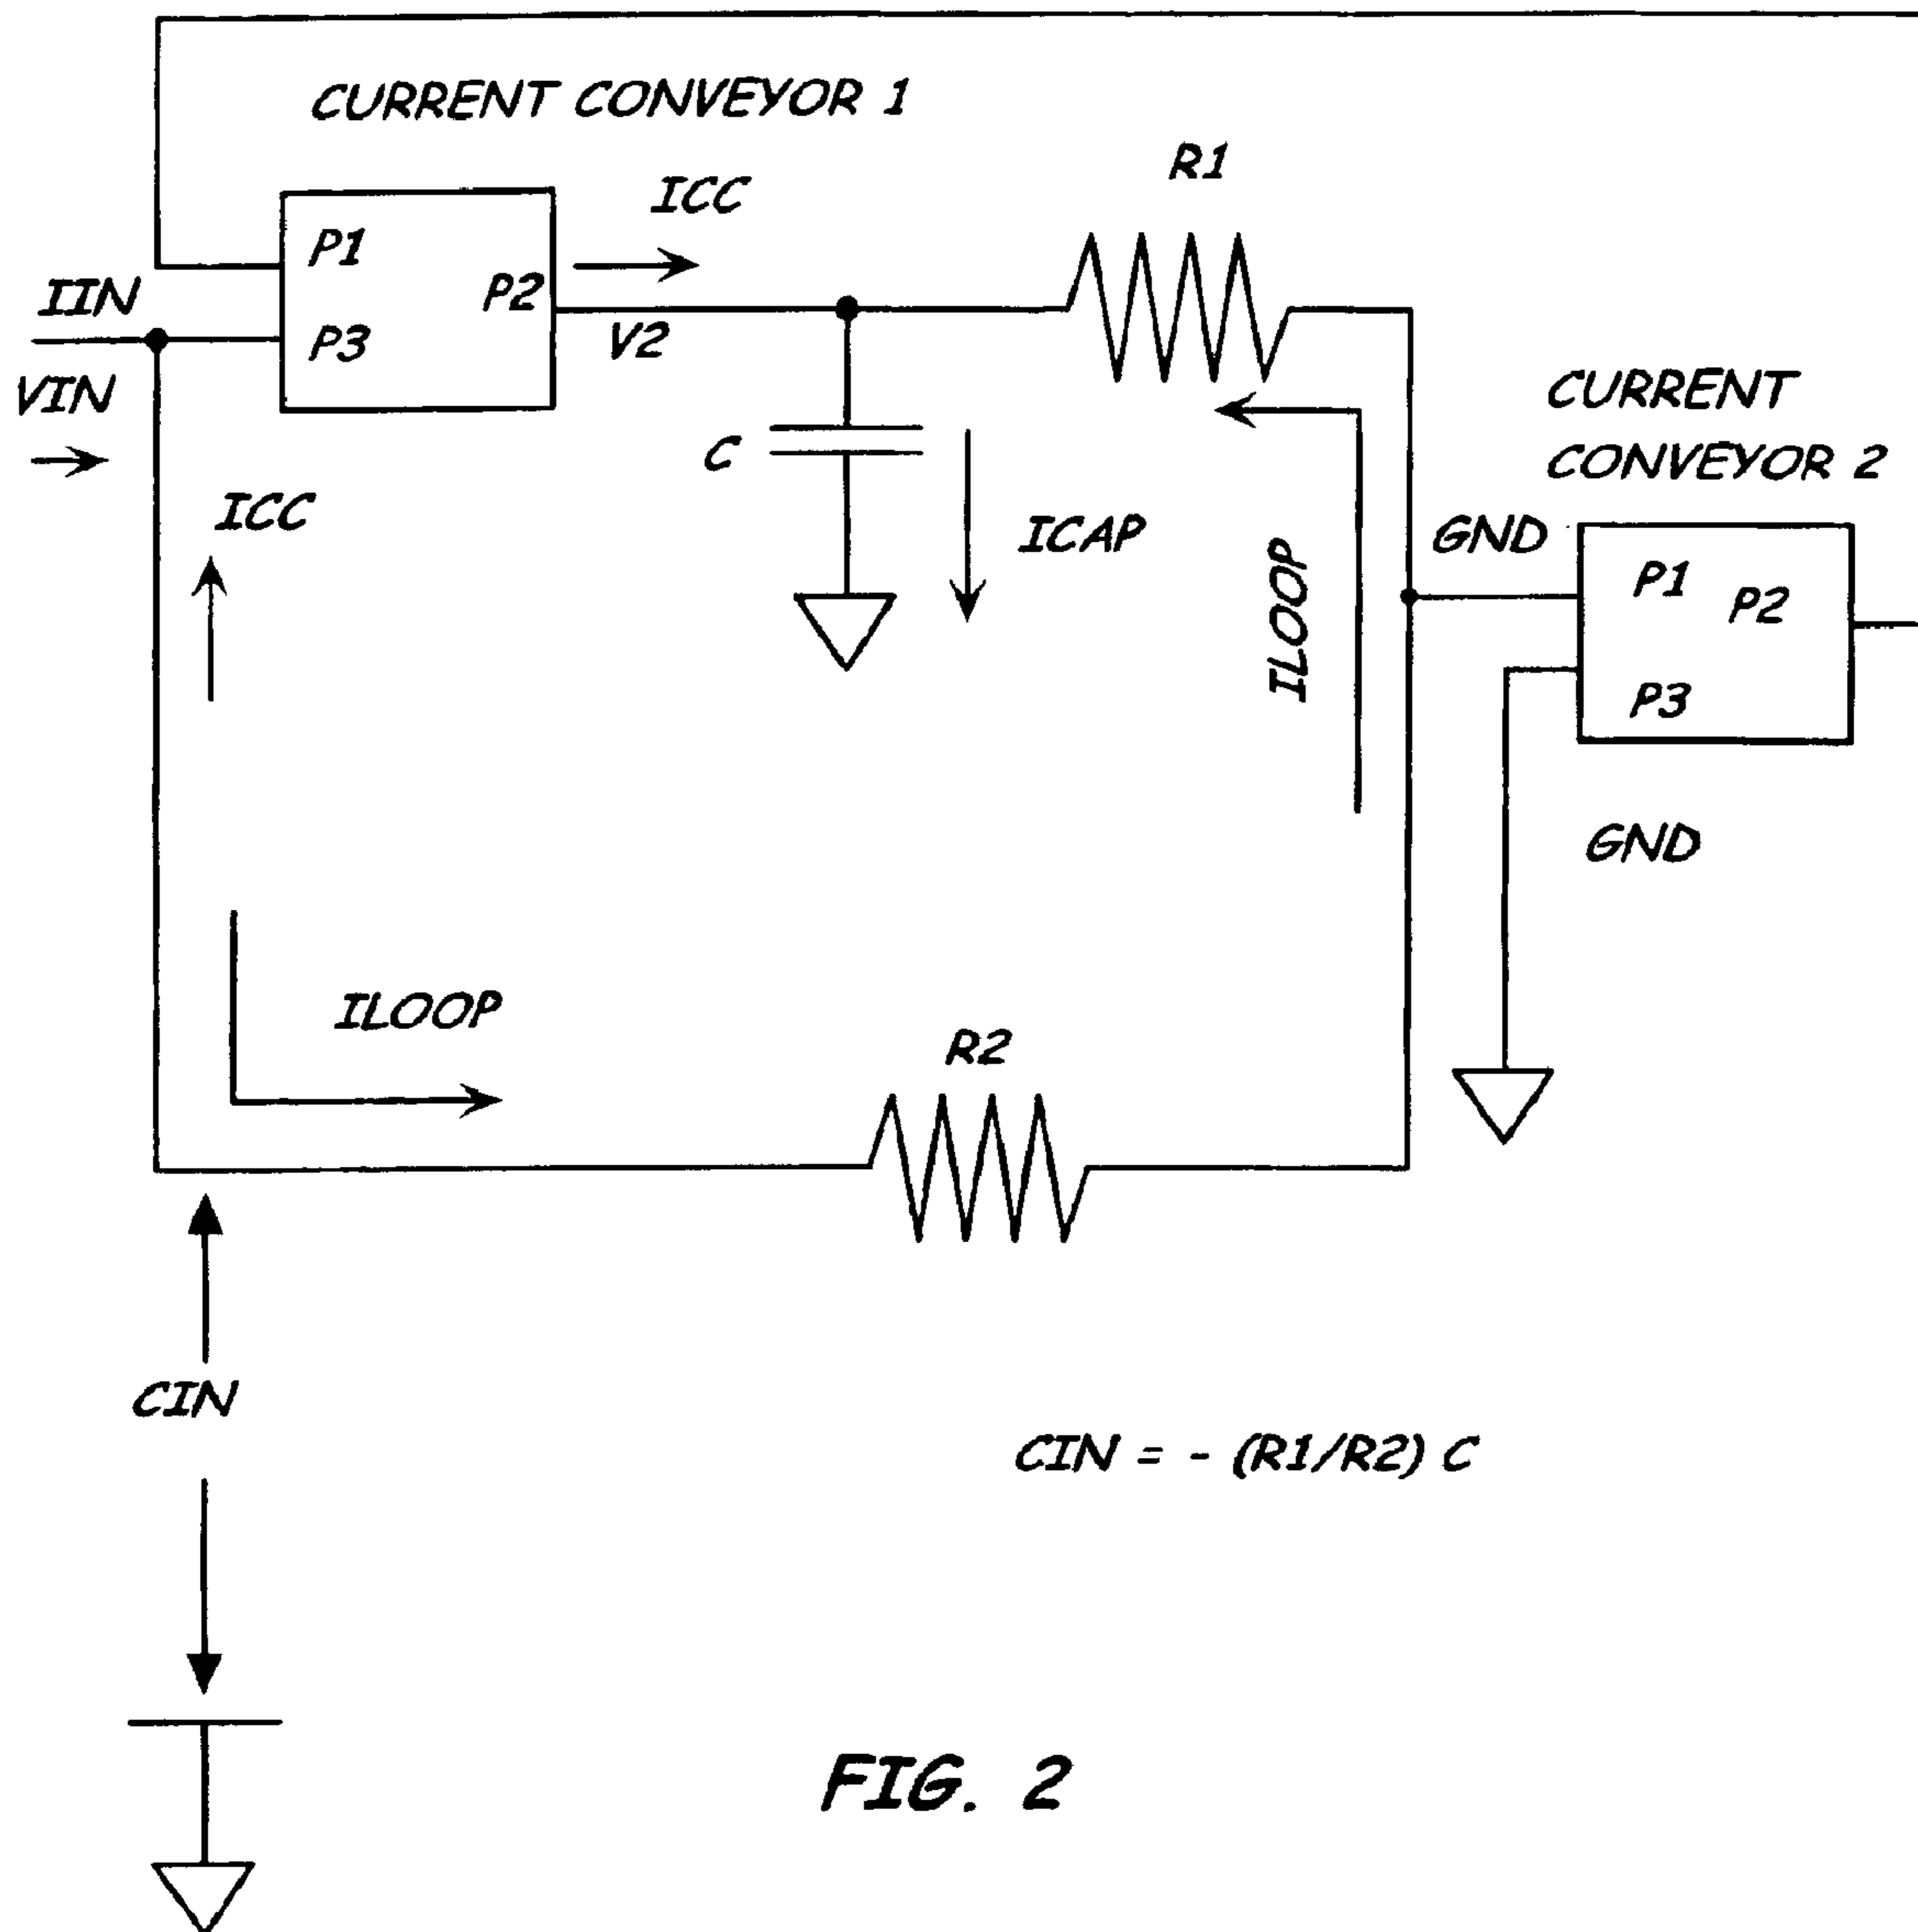 CURRENT CONVEYOR 1
R1
ICC
P1
P2
IIN
P3
V2
VIN
CURRENT
CONVEYOR 2
C
ICC
ICAP
GND
ILOOP
P1
P2
P3
GND
ILOOP
R2
CIN
CIN = - (R1/R2) C
FIG. 2